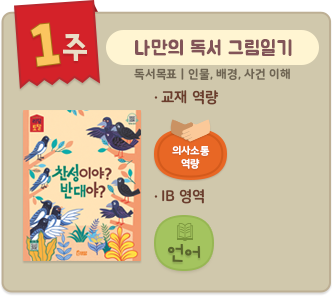 1주
나만의 독서 그림일기
독서목표 | 인물, 배경, 사건 이해
· 교재 역량
찬성이야?
반대야?
의사소통
역량
· IB 영역
언어